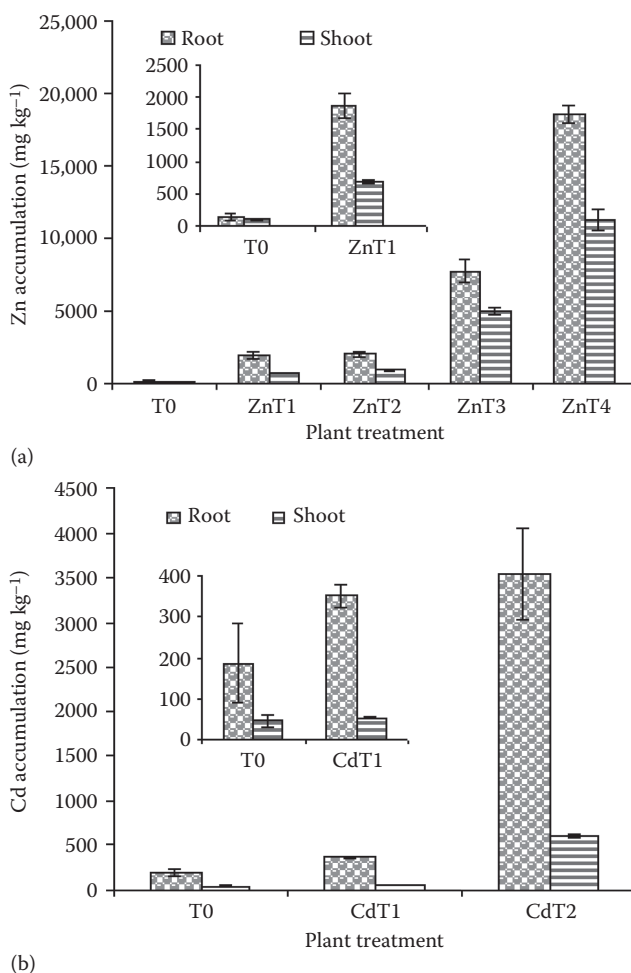 25,000
Root Shoot
2500
20,000
2000
1500
15,000
1000
500
10,000
0
T0 ZnT1
5000
0
T0 ZnT1 ZnT2 ZnT3 ZnT4
Zn accumulation (mg kg⁻¹)
Plant treatment
(a)
4500
Root Shoot
4000
400
3500
300
3000
200
2500
100
2000
0
T0 CdT1
1500
1000
500
0
T0 CdT1 CdT2
Cd accumulation (mg kg⁻¹)
Plant treatment
(b)